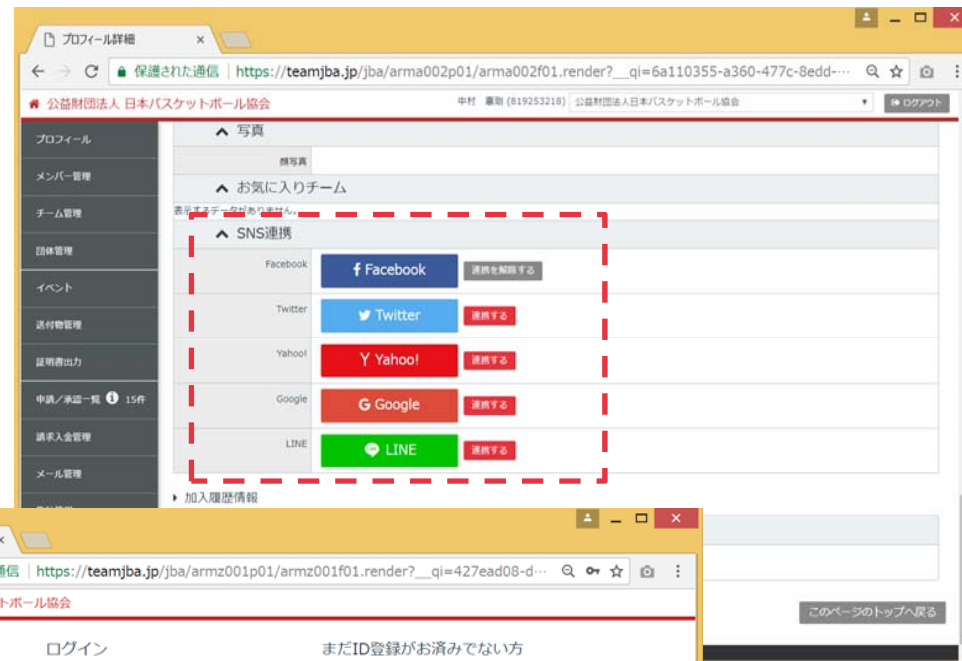 プロフィール詳細 ×
保護された通信 | https://teamjba.jp/jba/arma002p01/arma002f01.render?__qi=6a110355-a360-477c-8edd-…
公益財団法人 日本バスケットボール協会
中村 (819253218) 公益財団法人日本バスケットボール協会 ログアウト
プロフィール
メンバー管理
チーム管理
団体管理
イベント
送付物管理
証明書出力
申請／承認一覧 15件
請求入金管理
メール管理
写真
顔写真
お気に入りチーム
表示するデータがありません。
SNS連携
Facebook Facebook 連携を解除する
Twitter Twitter 連携する
Yahoo! Yahoo! 連携する
Google Google 連携する
LINE LINE 連携する
加入履歴情報
このページのトップへ戻る
通信 | https://teamjba.jp/jba/armz001p01/armz001f01.render?__qi=427ead08-d…
トボール協会
ログイン
まだID登録がお済みでない方